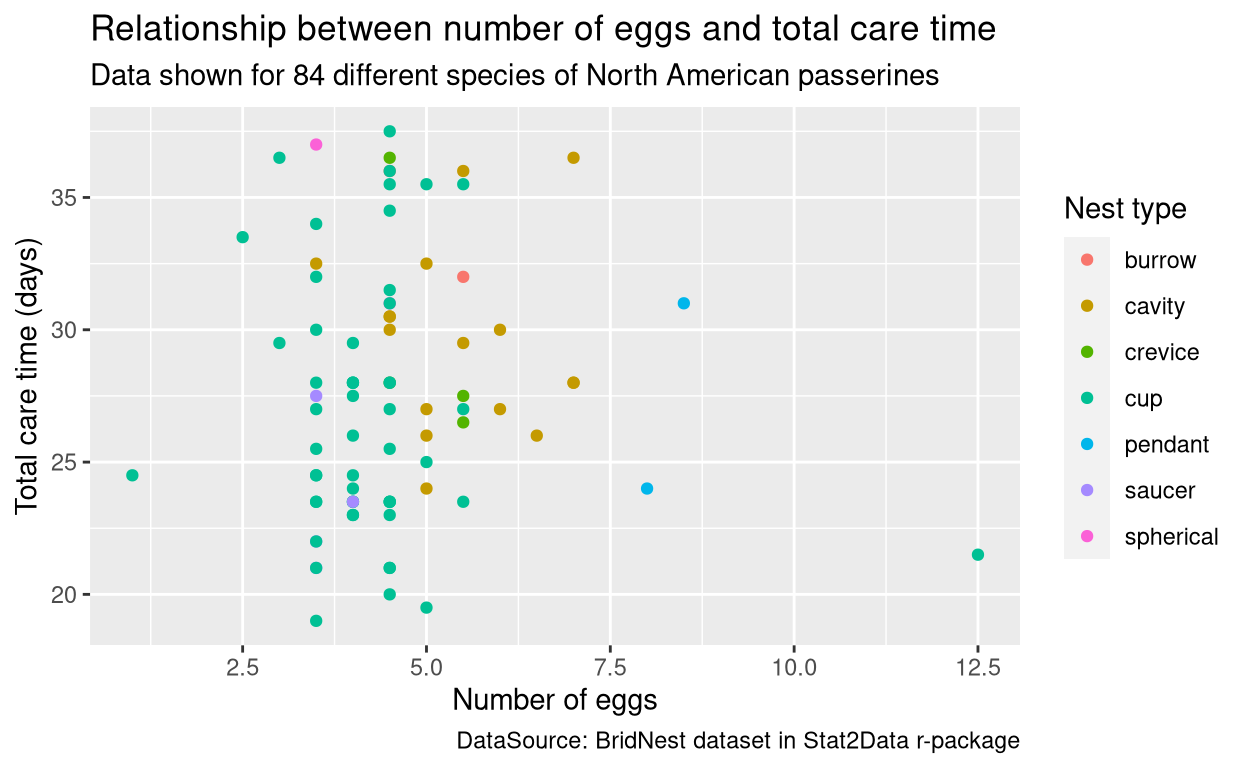 Relationship between number of eggs and total care time
Data shown for 84 different species of North American passerines
Total care time (days)
35
30
25
20
2.5 5.0 7.5 10.0 12.5
Number of eggs
Nest type
burrow
cavity
crevice
cup
pendant
saucer
spherical
DataSource: BridNest dataset in Stat2Data r-package